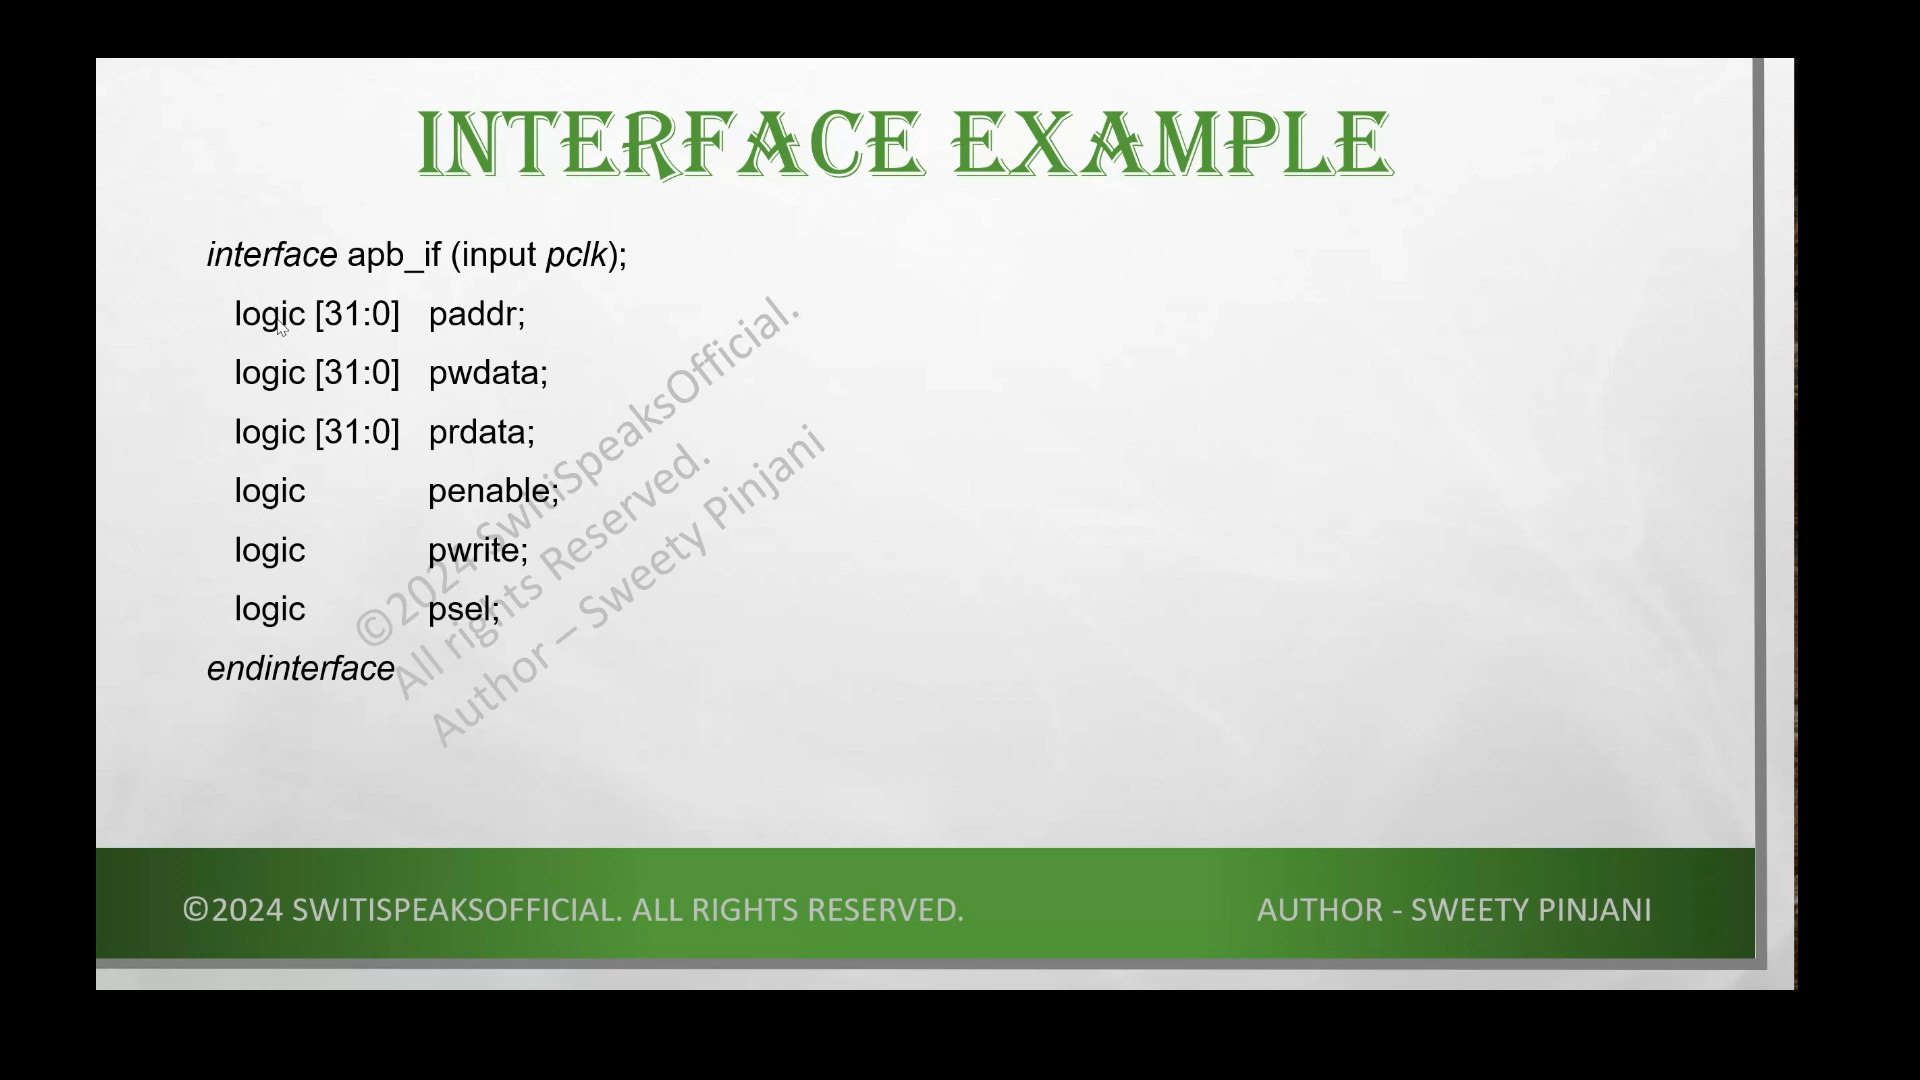 INTERFACE EXAMPLE
interface apb_if (input pclk);
logic [31:0] paddr;
logic [31:0] pwdata;
logic [31:0] prdata;
logic penable;
logic pwrite;
logic psel;
endinterface
©2024 SwitiSpeaksOfficial.
All rights Reserved.
Author – Sweety Pinjani
©2024 SWITISPEAKSOFFICIAL. ALL RIGHTS RESERVED.
AUTHOR - SWEETY PINJANI